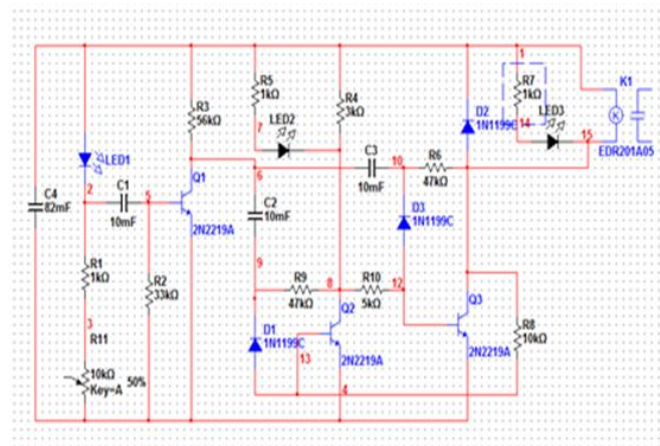 1
R5
1kΩ
R4
3kΩ
R7
1kΩ
K1
R3
56kΩ
LED2
7
D2
1N1199C
14
LED3
15
K
EDR201A05
LED1
2
C1
10mF
5
Q1
2N2219A
6
C3
10mF
10
R6
47kΩ
C4
82mF
C2
10mF
D3
1N1199C
R1
1kΩ
R2
33kΩ
9
R9
47kΩ
8
R10
5kΩ
12
3
R11
10kΩ
Key=A
50%
D1
1N1199C
Q2
2N2219A
13
4
Q3
2N2219A
R8
10kΩ